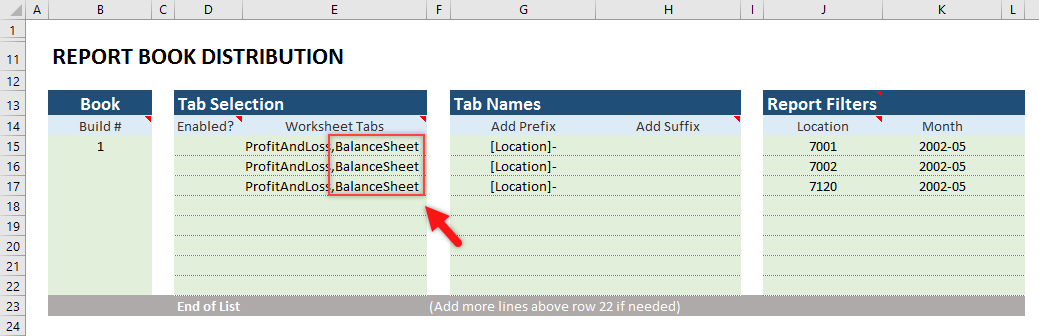 A B C D E F G H I J K L
1
11 REPORT BOOK DISTRIBUTION
12
13 Book Tab Selection Tab Names Report Filters
14 Build # Enabled? Worksheet Tabs Add Prefix Add Suffix Location Month
15 1 ProfitAndLoss,BalanceSheet [Location]- 7001 2002-05
16 ProfitAndLoss,BalanceSheet [Location]- 7002 2002-05
17 ProfitAndLoss,BalanceSheet [Location]- 7120 2002-05
18
19
20
21
22
23 End of List (Add more lines above row 22 if needed)
24